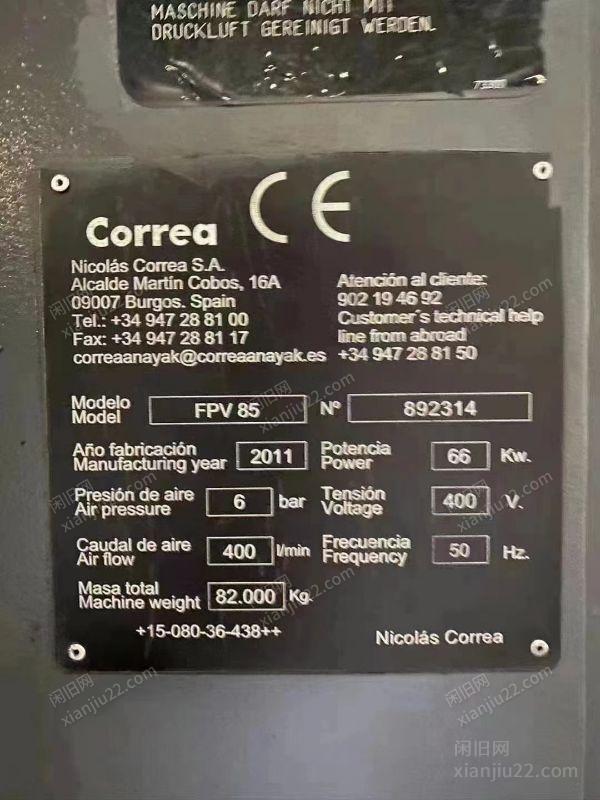 MASCHINE DARF NICHT MIT
DRUCKLUFT GEREINIGT WERDEN.
Correa CE
Nicolás Correa S.A.
Alcalde Martin Cobos, 16A
09007 Burgos. Spain
Tel.: +34 947 28 81 00
Fax: +34 947 28 81 17
correaanayak@correaanayak.es
Atención al cliente:
902 19 46 92
Customer´s technical help
line from abroad
+34 947 28 81 50
Modelo
Model
FPV 85
Nº 892314
Año fabricación
Manufacturing year
2011
Potencia
Power
66 Kw.
Presión de aire
Air pressure
6 bar
Tensión
Voltage
400 V.
Caudal de aire
Air flow
400 l/min
Frecuencia
Frequency
50 Hz.
Masa total
Machine weight
82.000 Kg.
+15-080-36-438++
Nicolás Correa
闲旧网
xianjiu22.com